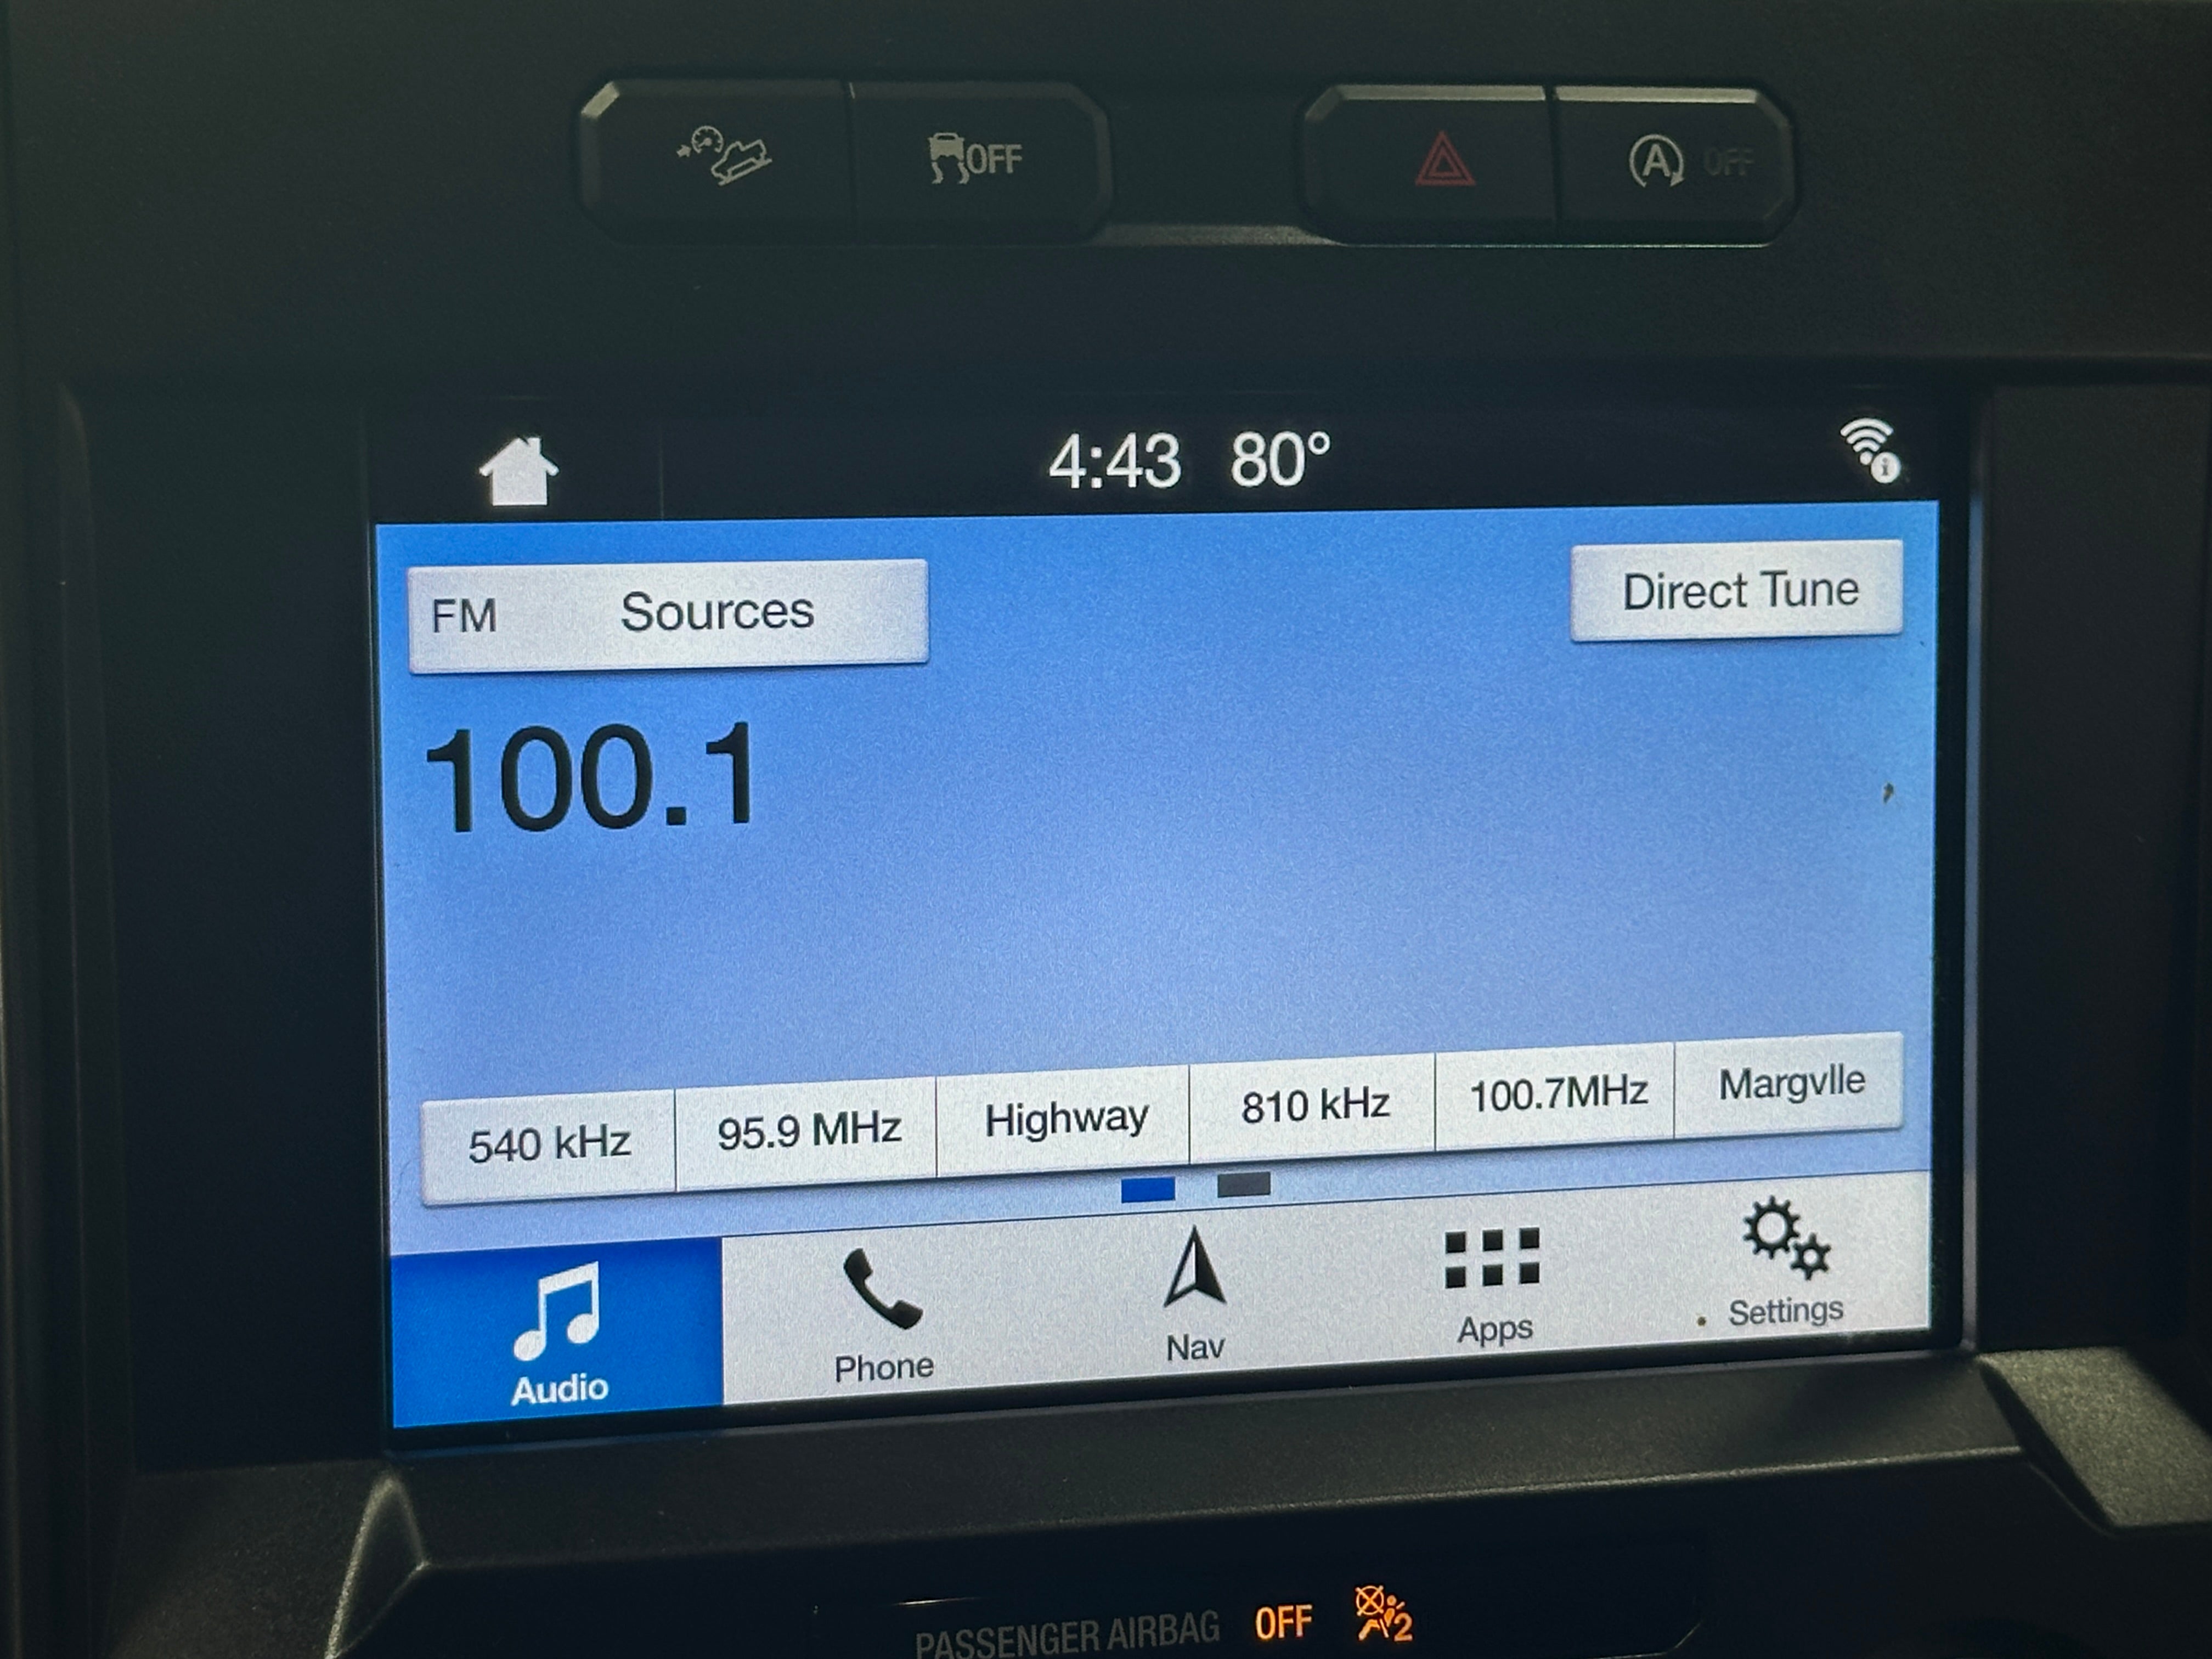 OFF
A OFF
4:43 80°
FM Sources
Direct Tune
100.1
540 kHz 95.9 MHz Highway 810 kHz 100.7MHz Margvlle
Audio Phone Nav Apps Settings
PASSENGER AIRBAG OFF 2